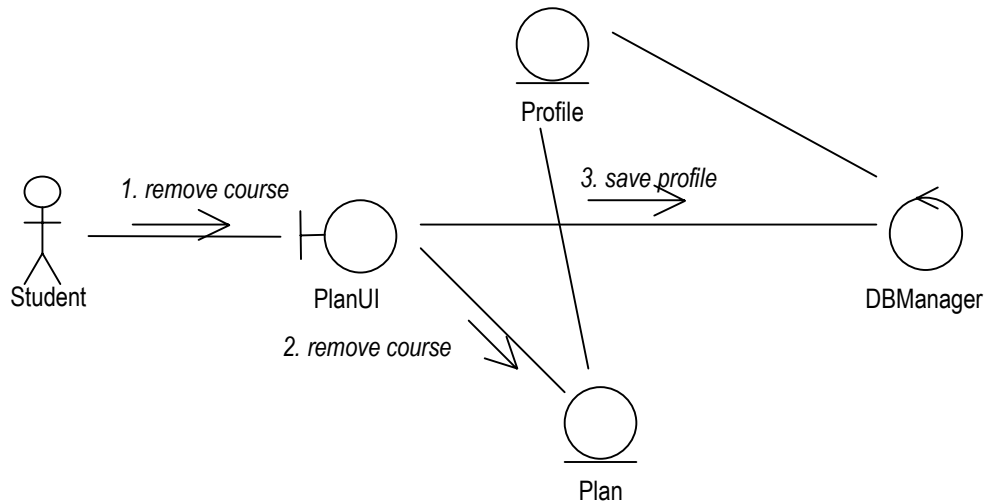 Profile
1. remove course
3. save profile
Student
PlanUI
DBManager
2. remove course
Plan